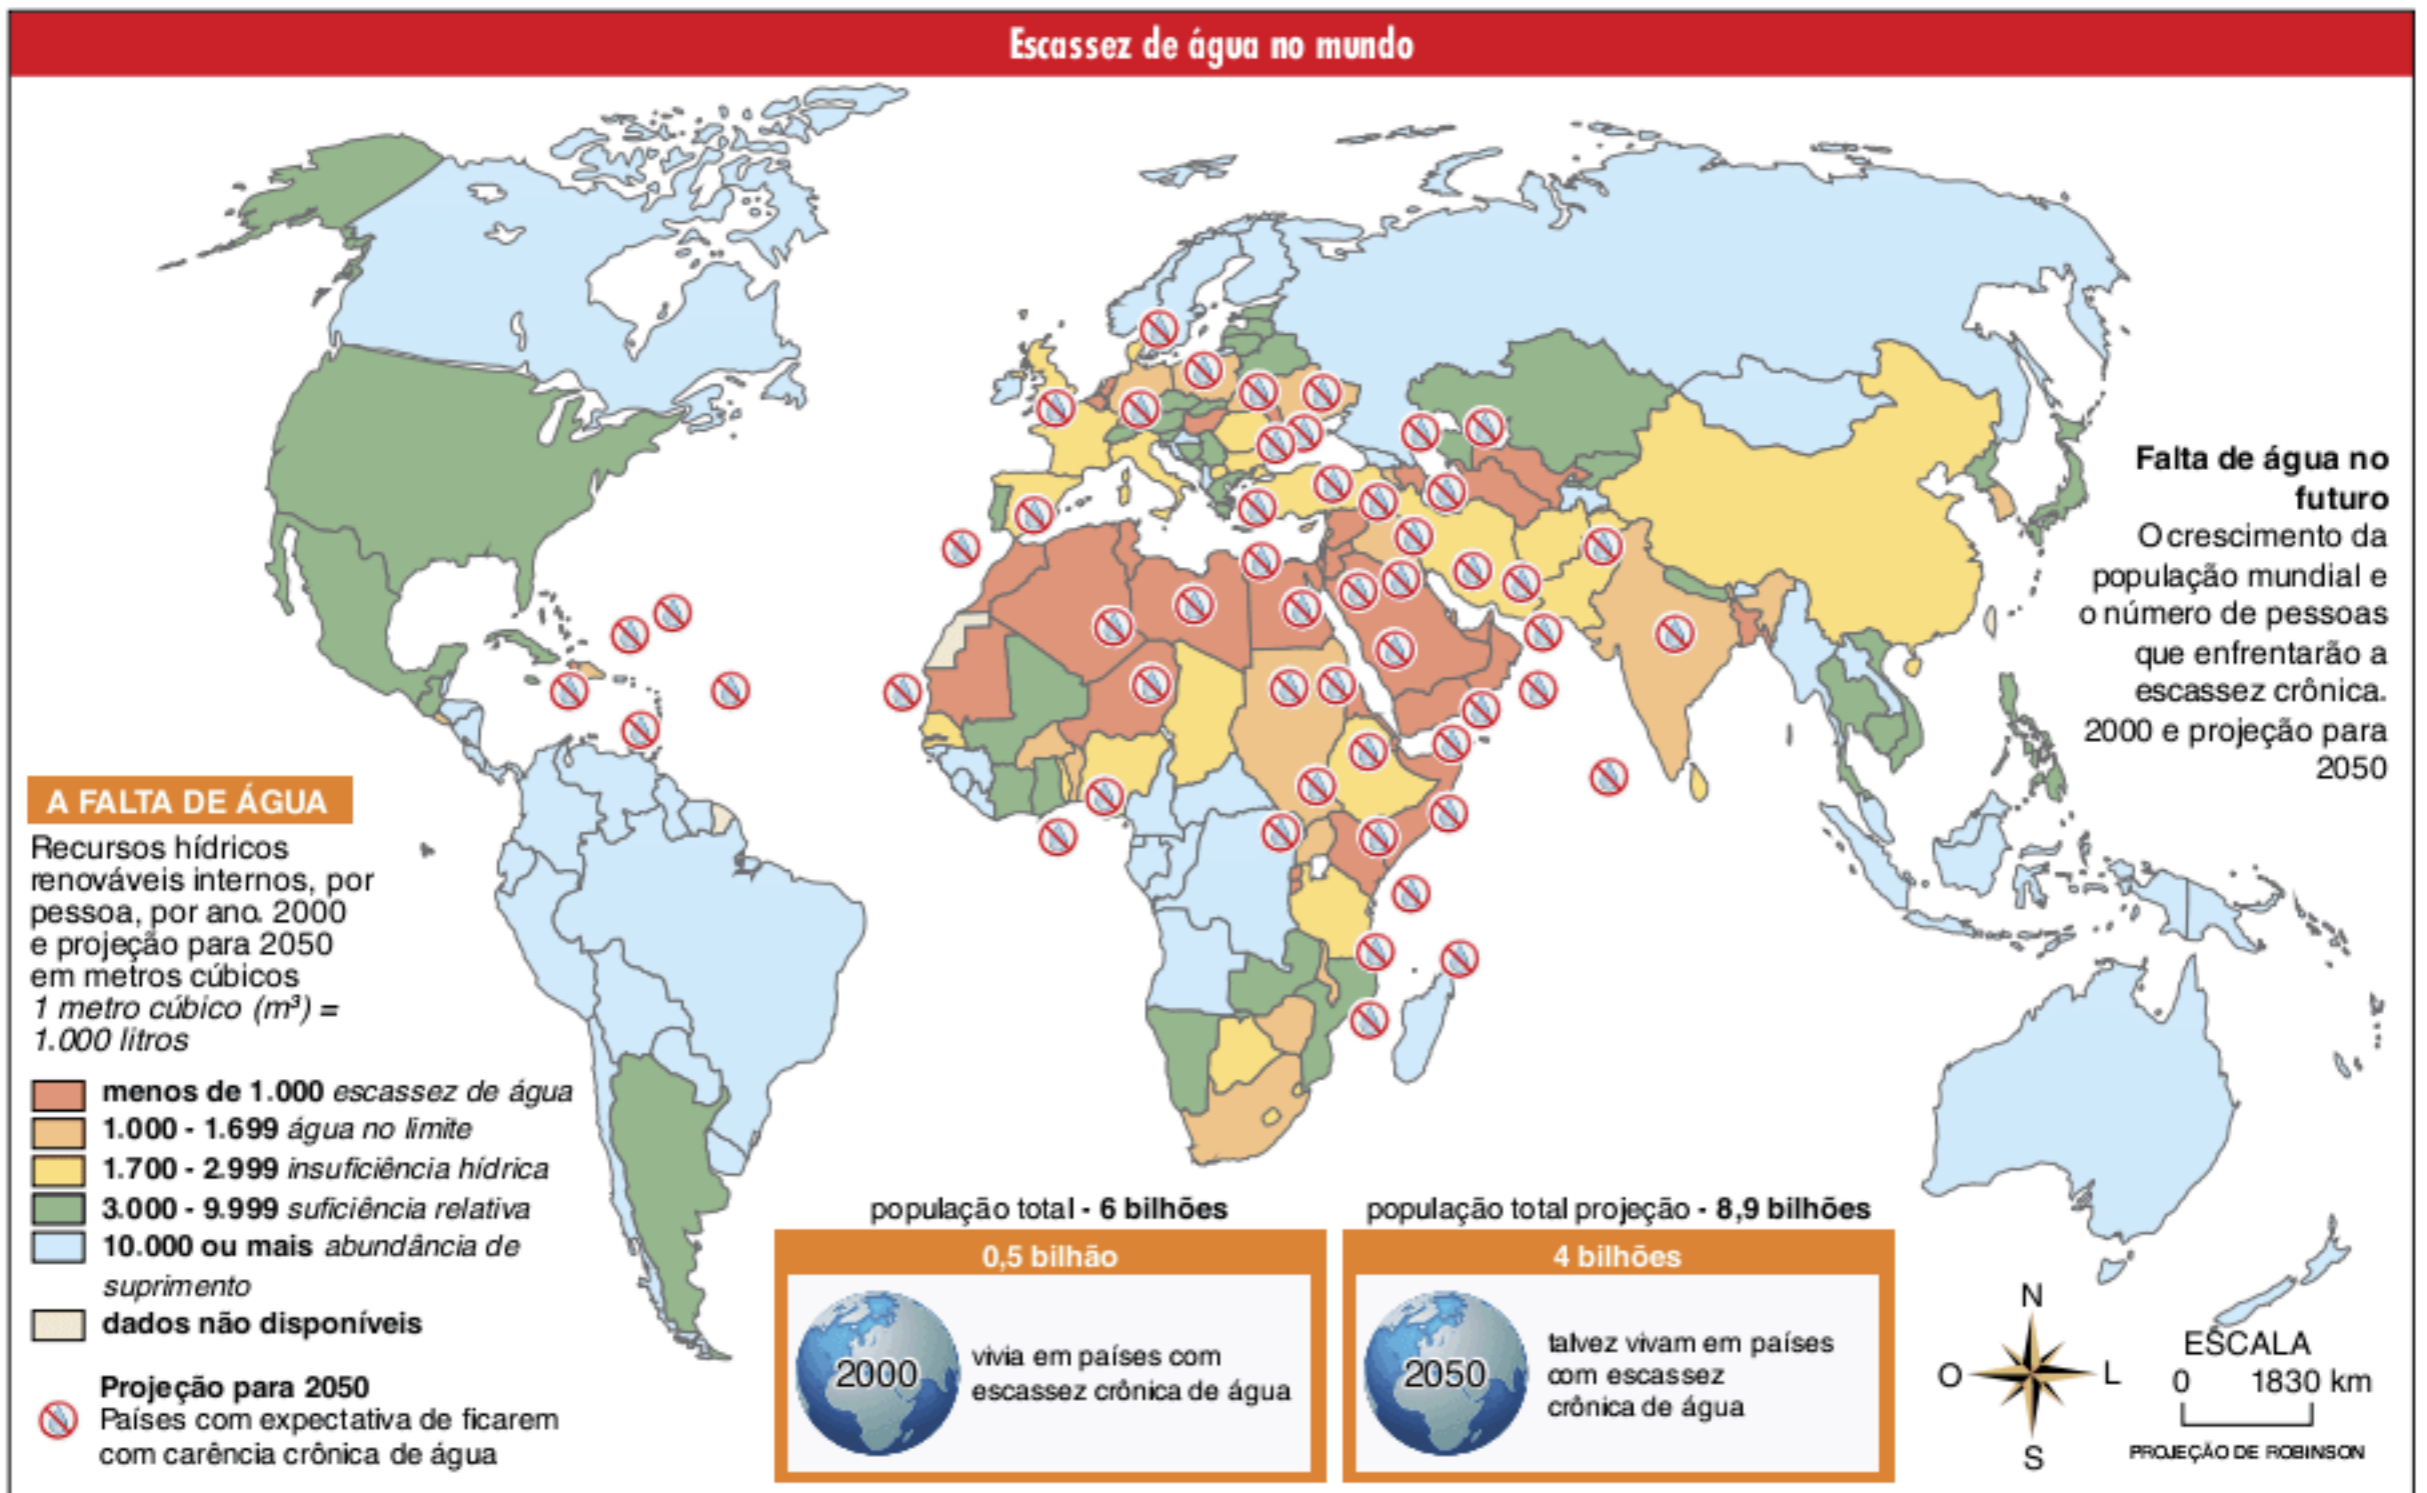 Escassez de água no mundo
Falta de água no
futuro
O crescimento da
população mundial e
o número de pessoas
que enfrentarão a
escassez crônica.
2000 e projeção para
2050
A FALTA DE ÁGUA
Recursos hídricos
renováveis internos, por
pessoa, por ano. 2000
e projeção para 2050
em metros cúbicos
1 metro cúbico (m³) =
1.000 litros
menos de 1.000 escassez de água
1.000 - 1.699 água no limite
1.700 - 2.999 insuficiência hídrica
3.000 - 9.999 suficiência relativa
10.000 ou mais abundância de
suprimento
dados não disponíveis
Projeção para 2050
Países com expectativa de ficarem
com carência crônica de água
população total - 6 bilhões
0,5 bilhão
2000
vivia em países com
escassez crônica de água
população total projeção - 8,9 bilhões
4 bilhões
2050
talvez vivam em países
com escassez
crônica de água
N
O
L
S
ESCALA
0 1830 km
PROJEÇÃO DE ROBINSON